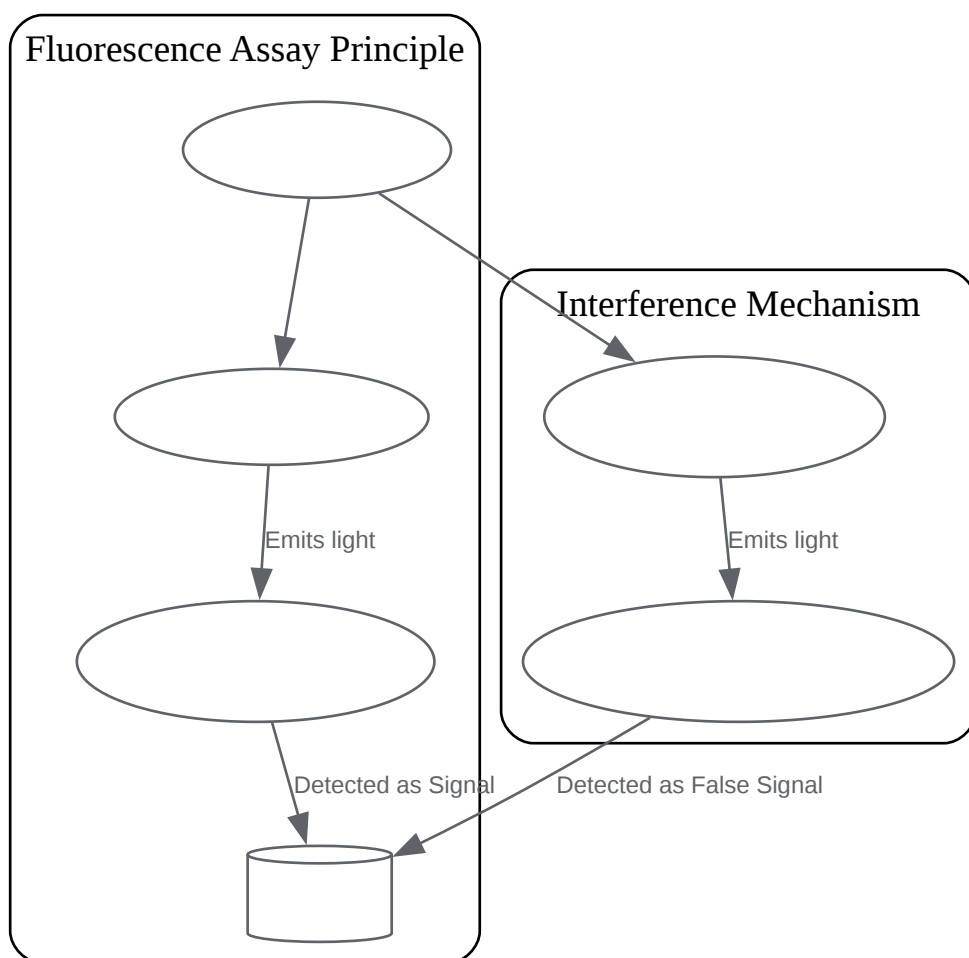 Fluorescence Assay Principle
Interference Mechanism
Emits light
Emits light
Detected as Signal
Detected as False Signal